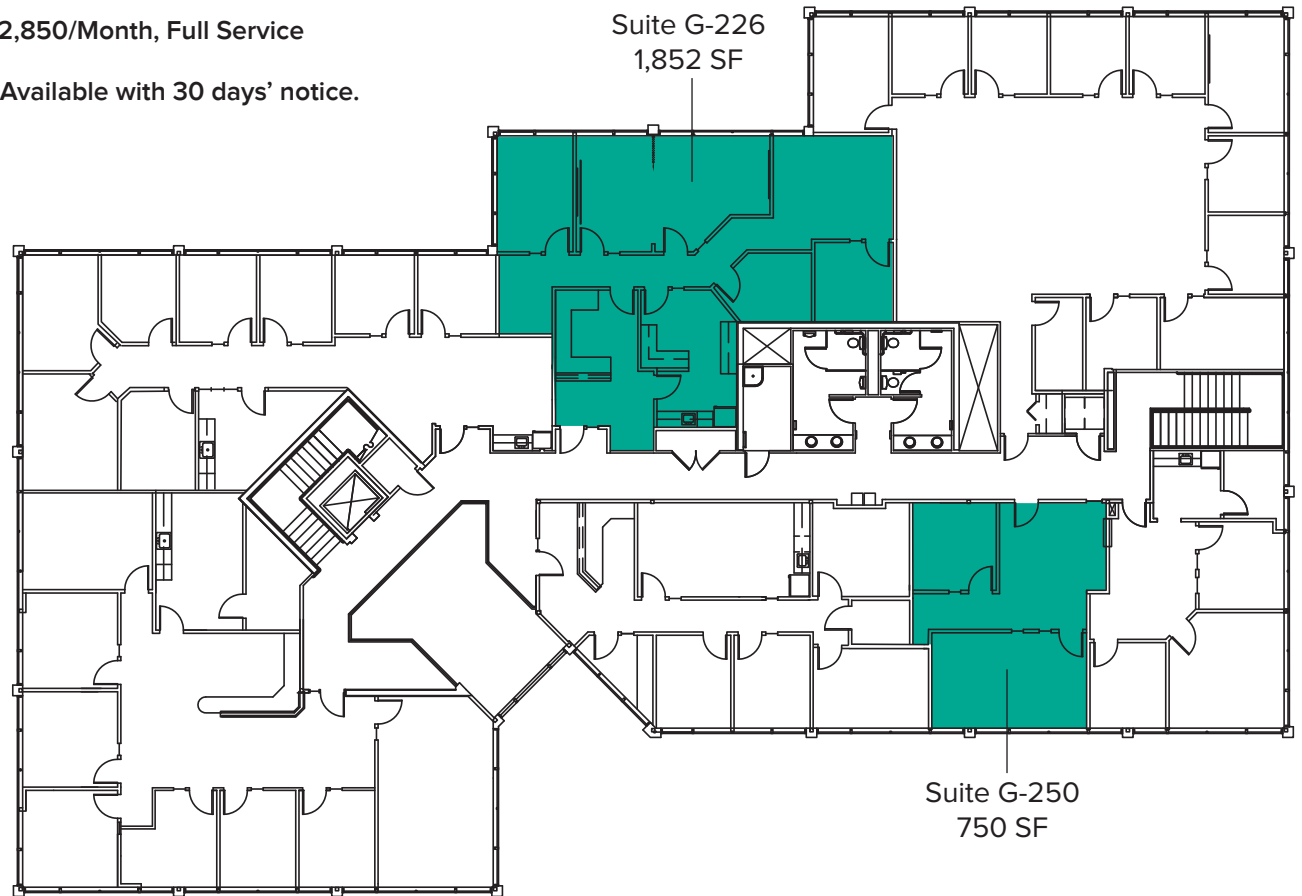 2,850/Month, Full Service
Available with 30 days’ notice.
Suite G-226
1,852 SF
Suite G-250
750 SF